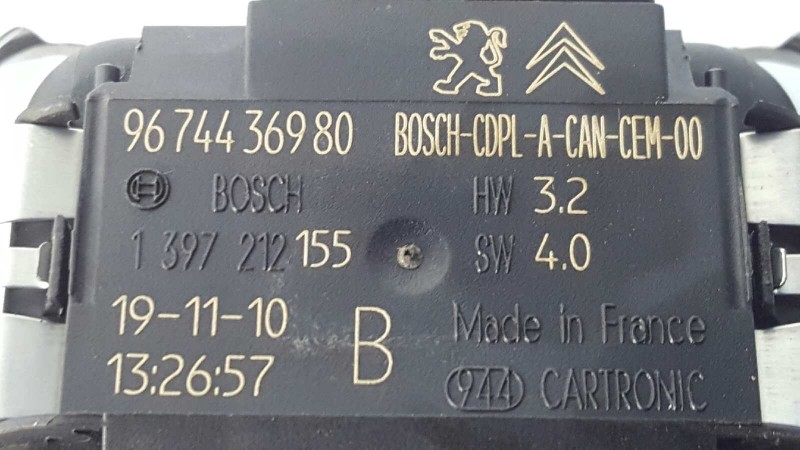 96 744 369 80 BOSCH-CDPL-A-CAN-CEM-00
BOSCH HW 3.2
1 397 212 155 SW 4.0
19-11-10 B Made in France
13:26:57 944 CARTRONIC